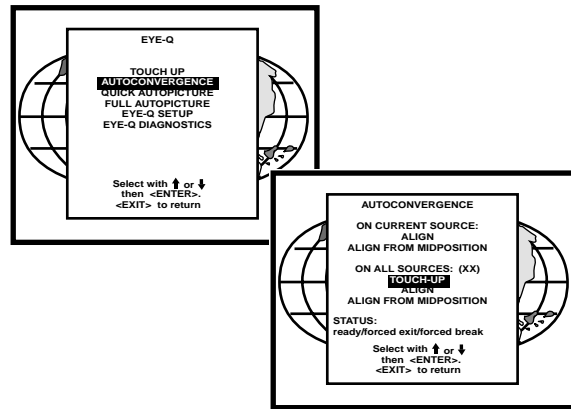 EYE-Q
TOUCH UP
AUTOCONVERGENCE
QUICK AUTOPICTURE
FULL AUTOPICTURE
EYE-Q SETUP
EYE-Q DIAGNOSTICS
Select with ⬆ or ⬇
then <ENTER>.
<EXIT> to return
AUTOCONVERGENCE
ON CURRENT SOURCE:
ALIGN
ALIGN FROM MIDPOSITION
ON ALL SOURCES: (XX)
TOUCH-UP
ALIGN
ALIGN FROM MIDPOSITION
STATUS:
ready/forced exit/forced break
Select with ⬆ or ⬇
then <ENTER>.
<EXIT> to return